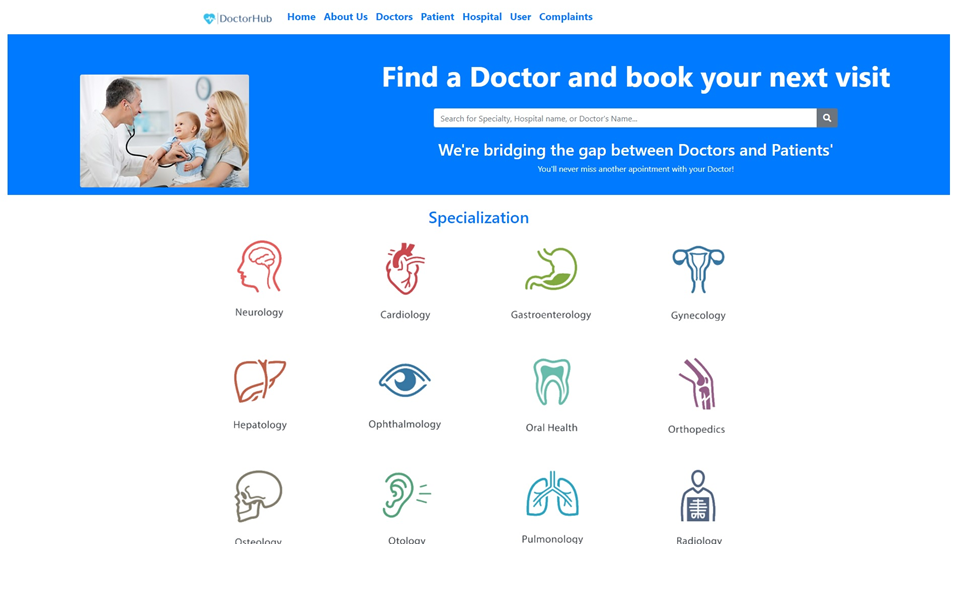 DoctorHub Home About Us Doctors Patient Hospital User Complaints
Find a Doctor and book your next visit
Search for Specialty, Hospital name, or Doctor's Name...
We're bridging the gap between Doctors and Patients'
You'll never miss another apointment with your Doctor!
Specialization
Neurology Cardiology Gastroenterology Gynecology
Hepatology Ophthalmology Oral Health Orthopedics
Osteology Otology Pulmonology Radiology